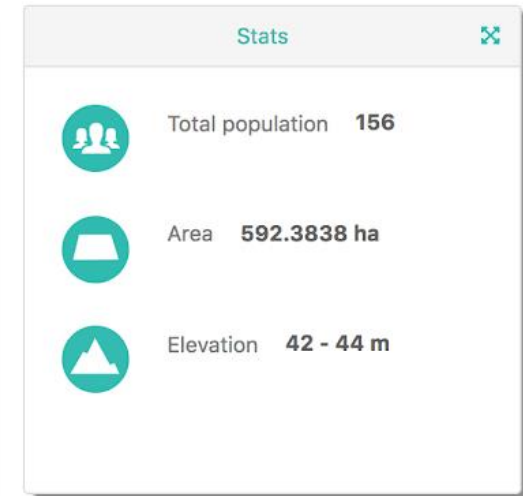 Stats
Total population 156
Area 592.3838 ha
Elevation 42 - 44 m